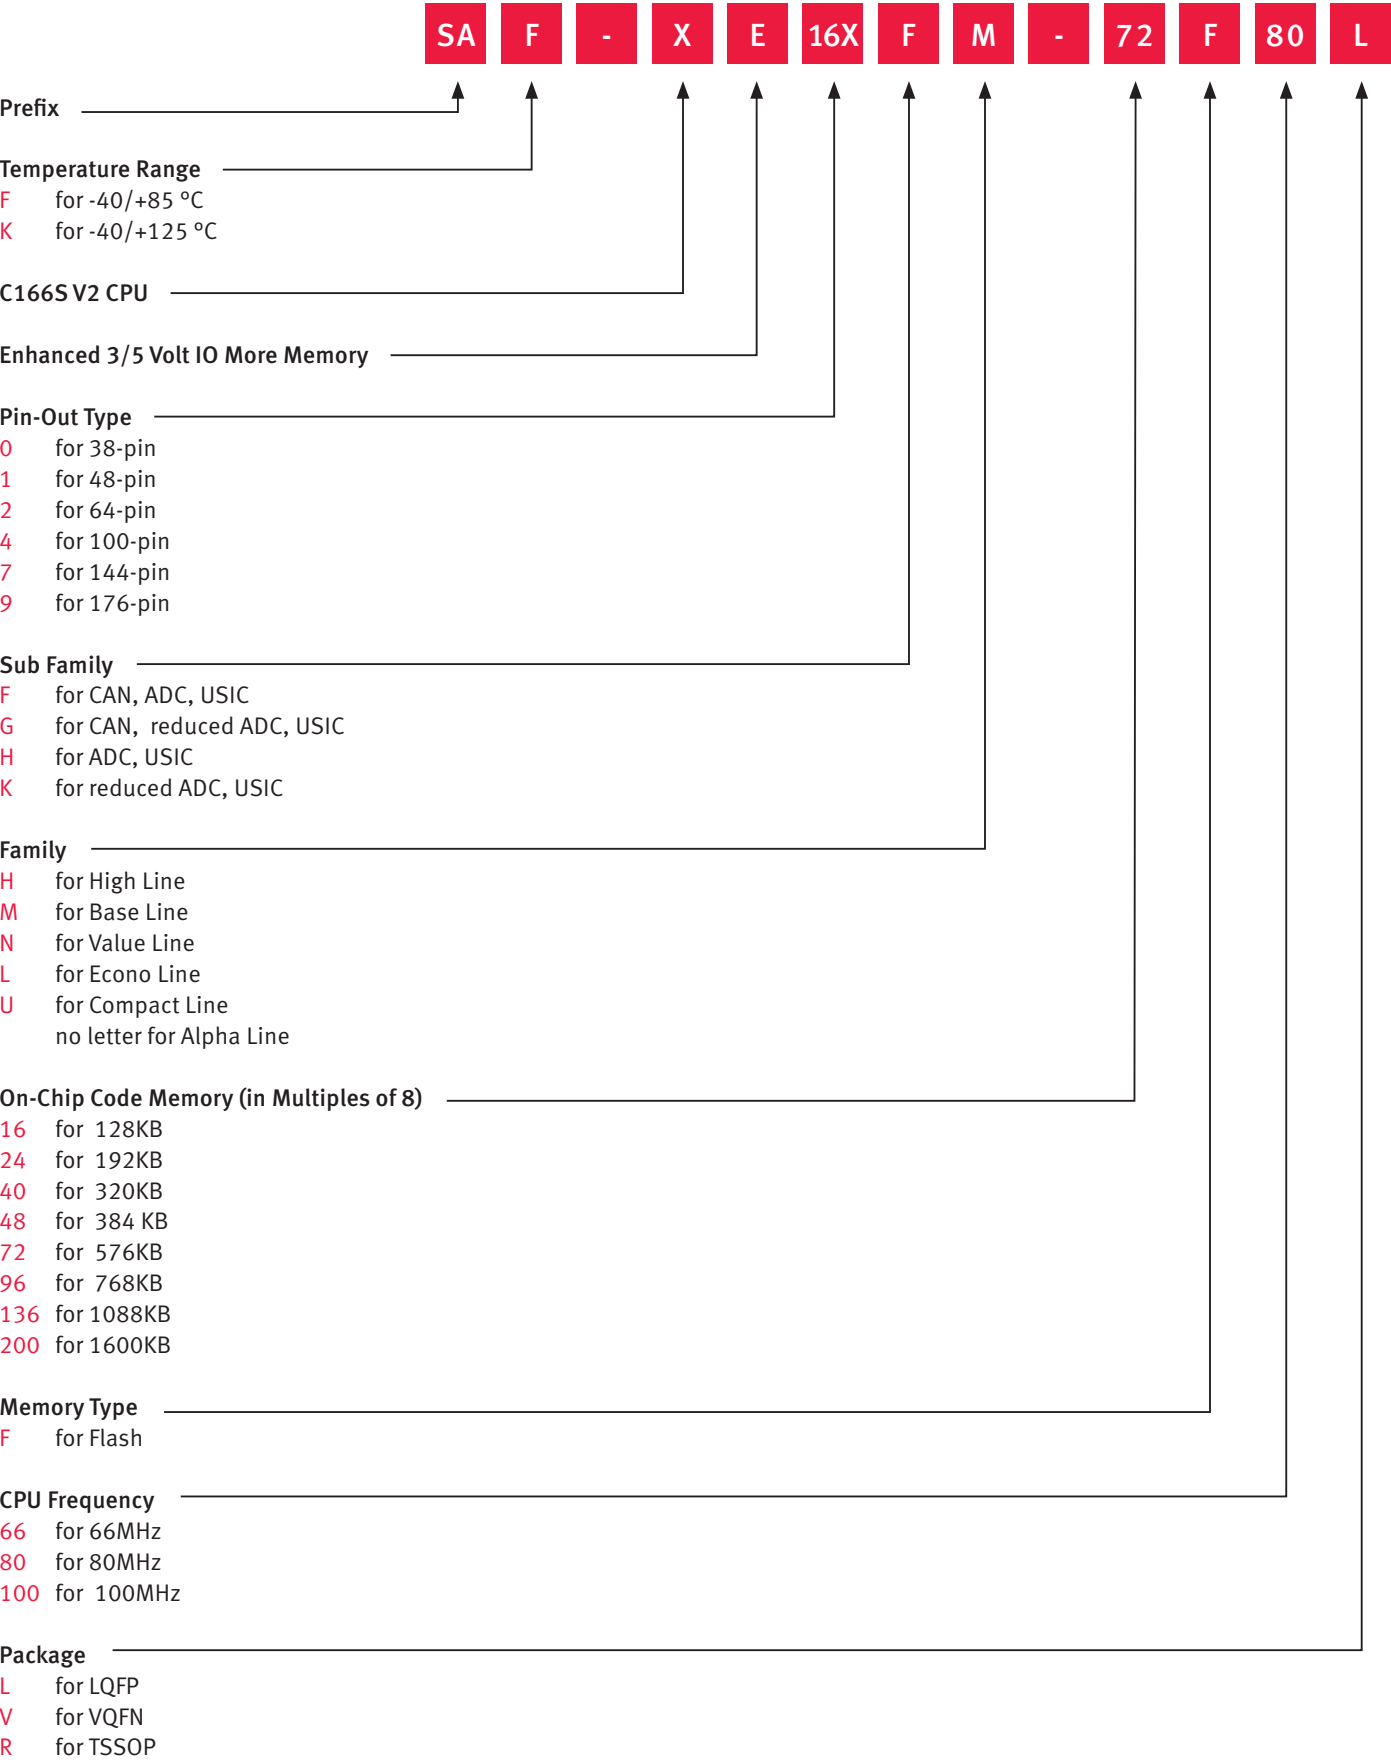 SA F - X E 16X F M - 72 F 80 L
Prefix
Temperature Range
F for -40/+85 ºC
K for -40/+125 ºC
C166S V2 CPU
Enhanced 3/5 Volt IO More Memory
Pin-Out Type
0 for 38-pin
1 for 48-pin
2 for 64-pin
4 for 100-pin
7 for 144-pin
9 for 176-pin
Sub Family
F for CAN, ADC, USIC
G for CAN, reduced ADC, USIC
H for ADC, USIC
K for reduced ADC, USIC
Family
H for High Line
M for Base Line
N for Value Line
L for Econo Line
U for Compact Line
no letter for Alpha Line
On-Chip Code Memory (in Multiples of 8)
16 for 128KB
24 for 192KB
40 for 320KB
48 for 384 KB
72 for 576KB
96 for 768KB
136 for 1088KB
200 for 1600KB
Memory Type
F for Flash
CPU Frequency
66 for 66MHz
80 for 80MHz
100 for 100MHz
Package
L for LQFP
V for VQFN
R for TSSOP